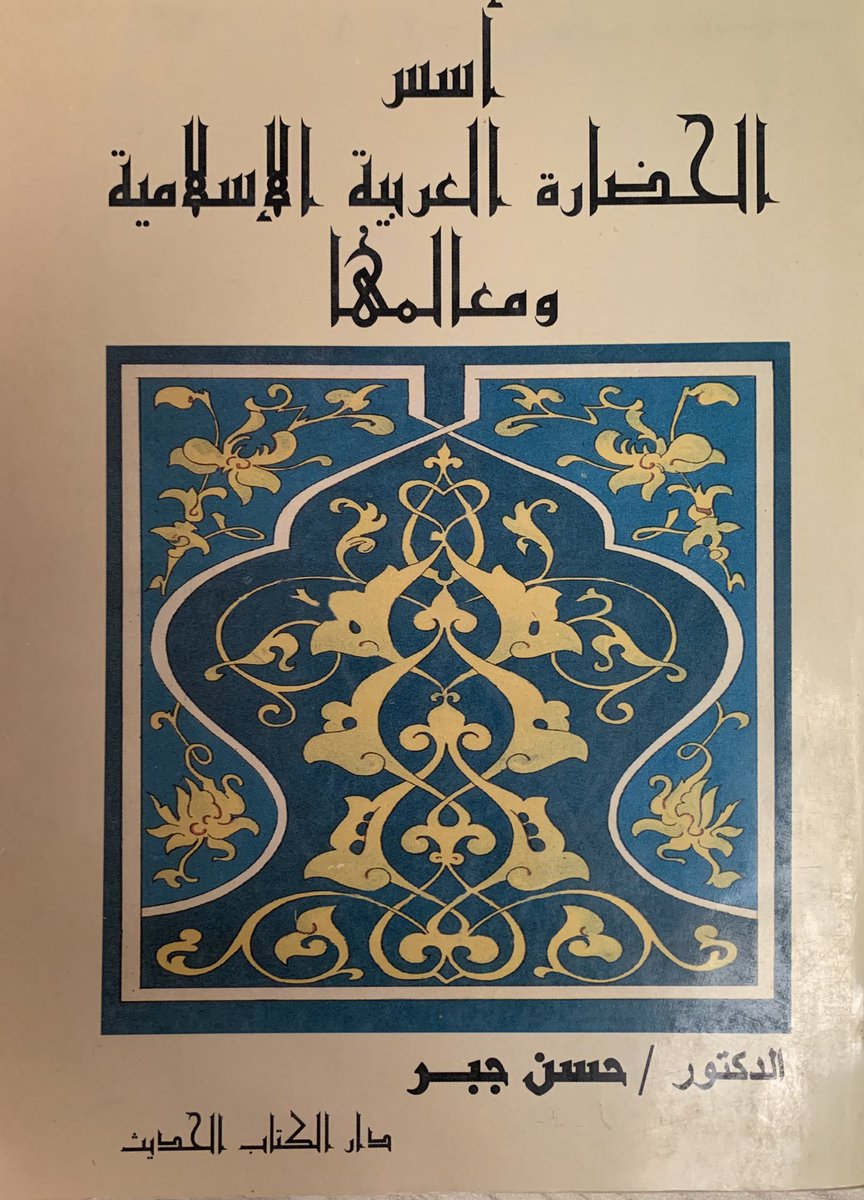 أسس
الحضارة العربية الإسلامية
ومعالمها
الدكتور / حسن جبر
دار الكتاب الحديث